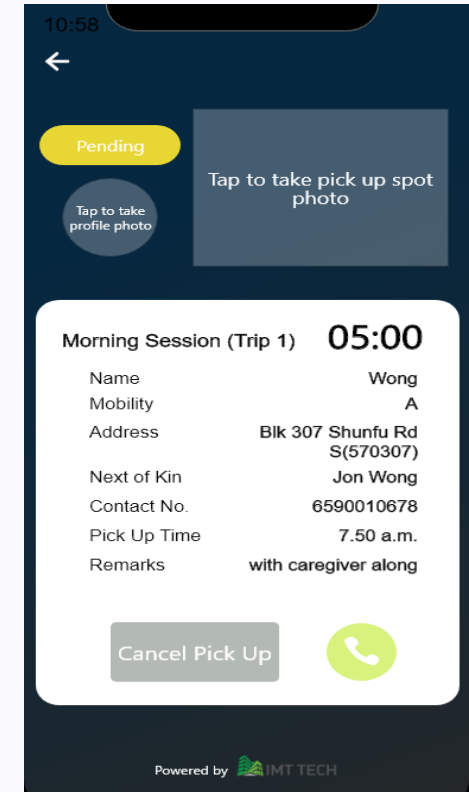 10:58
Pending
Tap to take pick up spot
photo
Tap to take
profile photo
Morning Session (Trip 1) 05:00
Name Wong
Mobility A
Address Blk 307 Shunfu Rd
S(570307)
Next of Kin Jon Wong
Contact No. 6590010678
Pick Up Time 7.50 a.m.
Remarks with caregiver along
Cancel Pick Up
Powered by IMT TECH